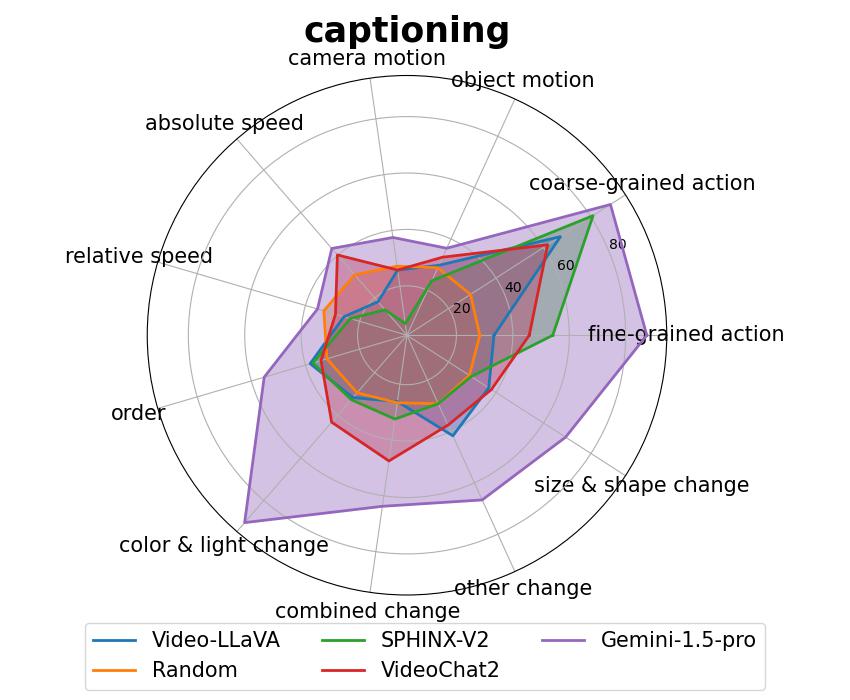 captioning
camera motion
object motion
absolute speed
coarse-grained action
relative speed
80
60
40
20
fine-grained action
order
size & shape change
color & light change
other change
combined change
Video-LLaVA SPHINX-V2 Gemini-1.5-pro
Random VideoChat2